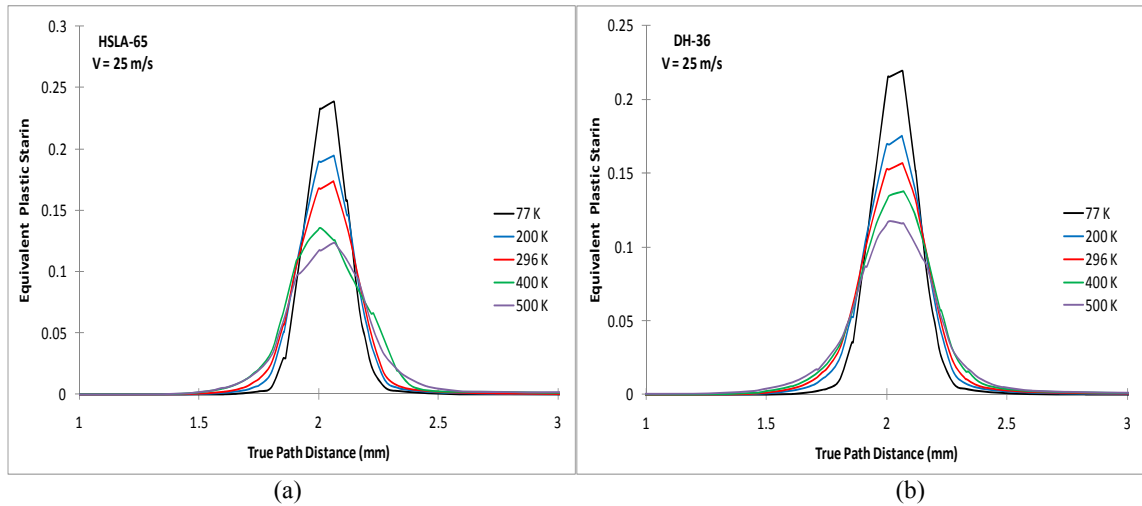 HSLA-65
V = 25 m/s
Equivalent Plastic Starin
0.3
0.25
0.2
0.15
0.1
0.05
0
77 K
200 K
296 K
400 K
500 K
1
1.5
2
2.5
3
True Path Distance (mm)
(a)
DH-36
V = 25 m/s
Equivalent Plastic Starin
0.25
0.2
0.15
0.1
0.05
0
77 K
200 K
296 K
400 K
500 K
1
1.5
2
2.5
3
True Path Distance (mm)
(b)